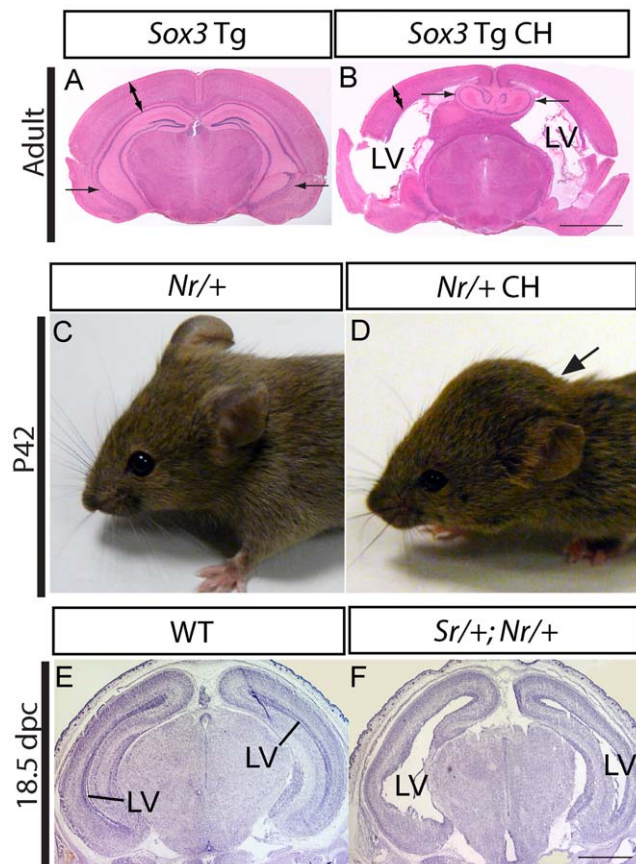 Sox3 Tg
Sox3 Tg CH
Adult
A
B
LV
LV
Nr/+
Nr/+ CH
P42
C
D
WT
Sr/+; Nr/+
18.5 dpc
E
F
LV
LV
LV
LV